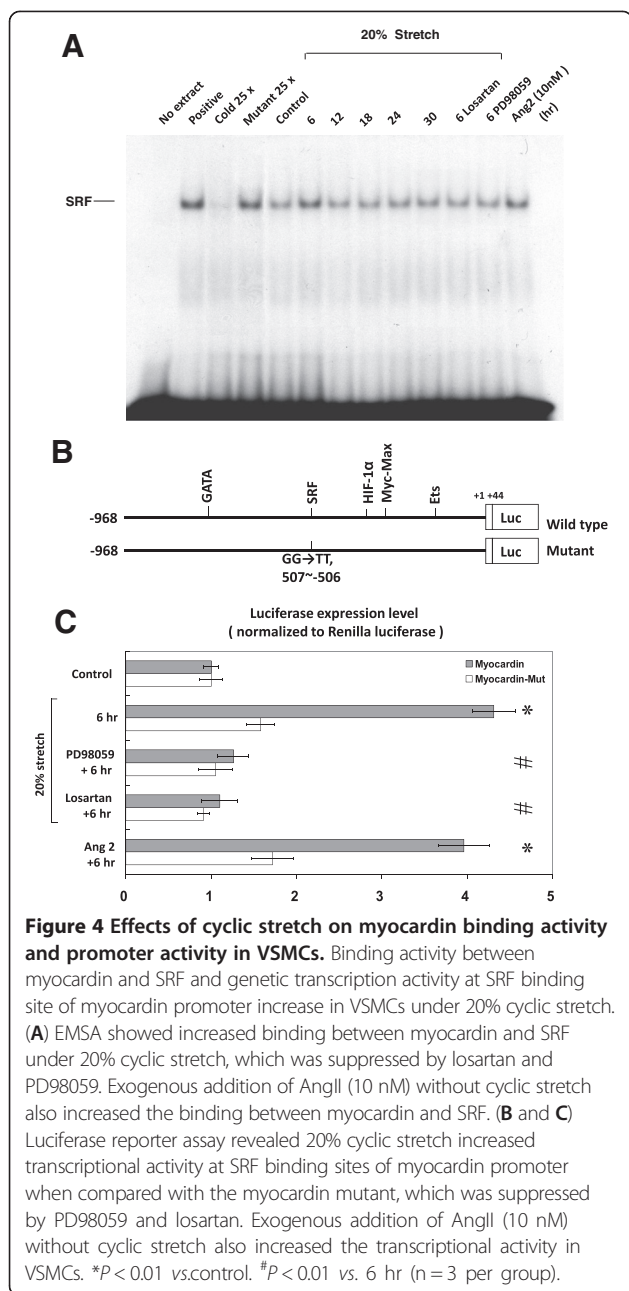 A
20% Stretch
No extract
Positive
Cold 25 x
Mutant 25 x
Control
6
12
18
24
30
6 Losartan
6 PD98059
Ang2 (10nM )
(hr)
SRF
B
GATA
SRF
HIF-1α
Myc-Max
Ets
+1 +44
-968
Luc
Wild type
-968
Luc
Mutant
GG→TT,
507~-506
C
Luciferase expression level
( normalized to Renilla luciferase )
Myocardin
Myocardin-Mut
Control
20% stretch
6 hr
*
PD98059
+ 6 hr
#
Losartan
+6 hr
#
Ang 2
+6 hr
*
0 1 2 3 4 5
Figure 4 Effects of cyclic stretch on myocardin binding activity
and promoter activity in VSMCs. Binding activity between
myocardin and SRF and genetic transcription activity at SRF binding
site of myocardin promoter increase in VSMCs under 20% cyclic stretch.
(A) EMSA showed increased binding between myocardin and SRF
under 20% cyclic stretch, which was suppressed by losartan and
PD98059. Exogenous addition of AngII (10 nM) without cyclic stretch
also increased the binding between myocardin and SRF. (B and C)
Luciferase reporter assay revealed 20% cyclic stretch increased
transcriptional activity at SRF binding sites of myocardin promoter
when compared with the myocardin mutant, which was suppressed
by PD98059 and losartan. Exogenous addition of AngII (10 nM)
without cyclic stretch also increased the transcriptional activity in
VSMCs. *P < 0.01 vs.control. #P < 0.01 vs. 6 hr (n = 3 per group).